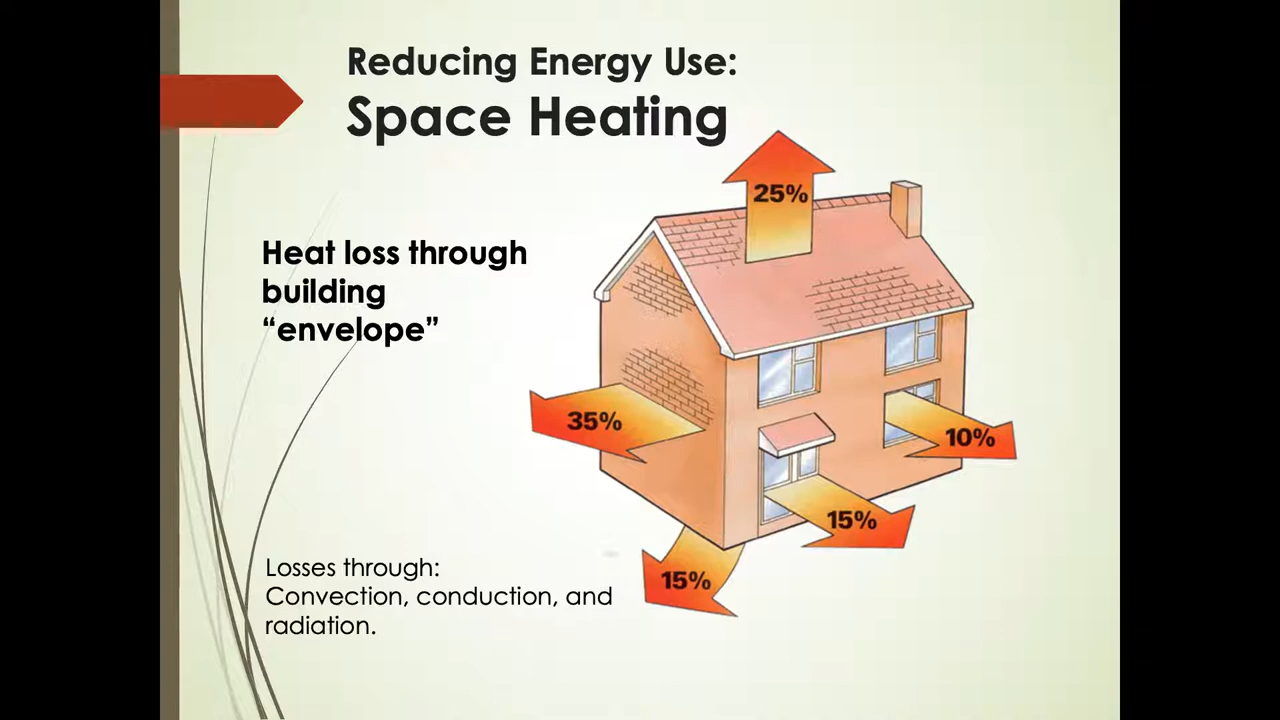 Reducing Energy Use:
Space Heating
25%
Heat loss through
building
“envelope”
35%
10%
15%
15%
Losses through:
Convection, conduction, and
radiation.